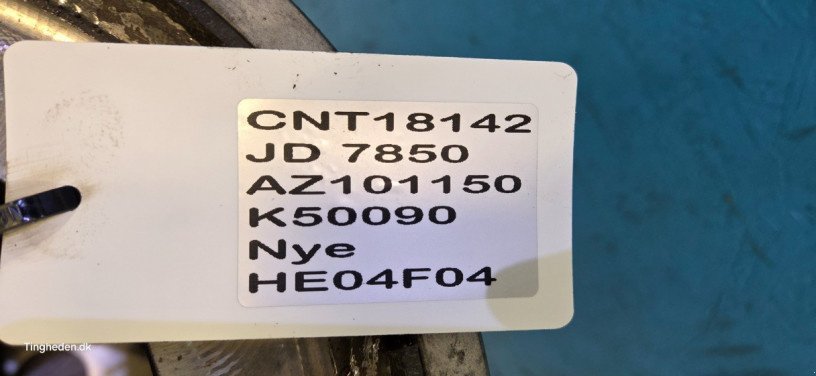 CNT18142
JD 7850
AZ101150
K50090
Nye
HE04F04
Tingheden.dk